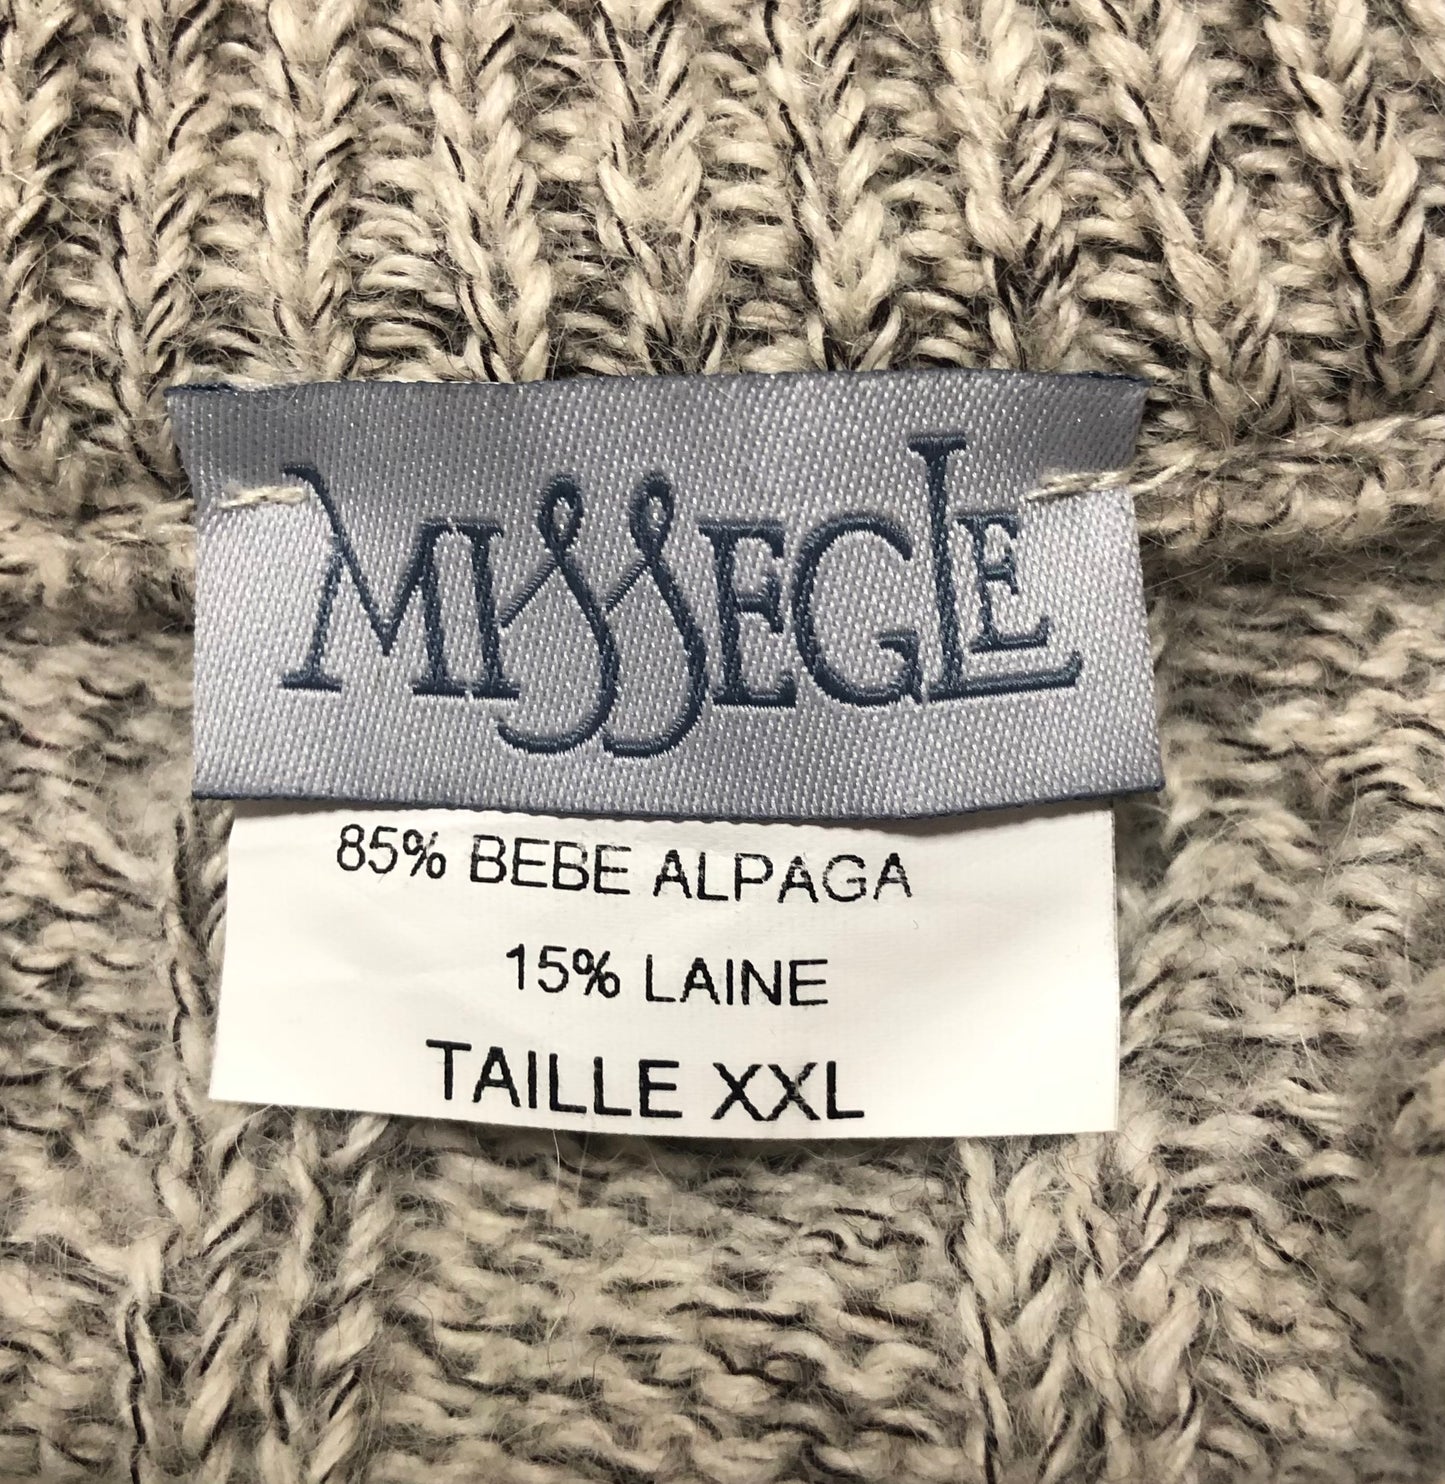 MISSEGLE
85% BEBE ALPAGA
15% LAINE
TAILLE XXL